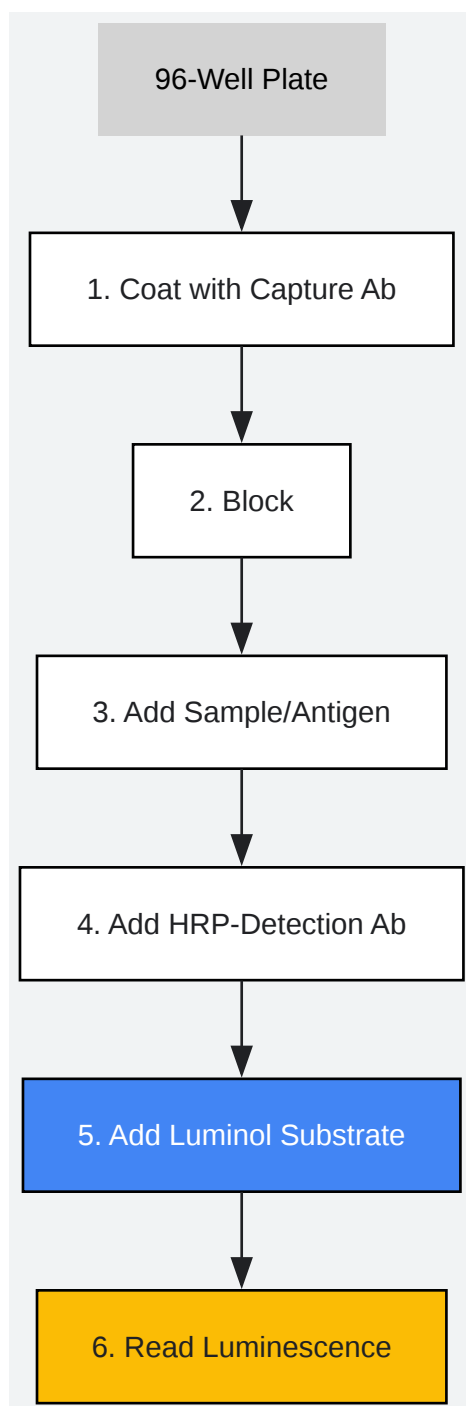 96-Well Plate
1. Coat with Capture Ab
2. Block
3. Add Sample/Antigen
4. Add HRP-Detection Ab
5. Add Luminol Substrate
6. Read Luminescence